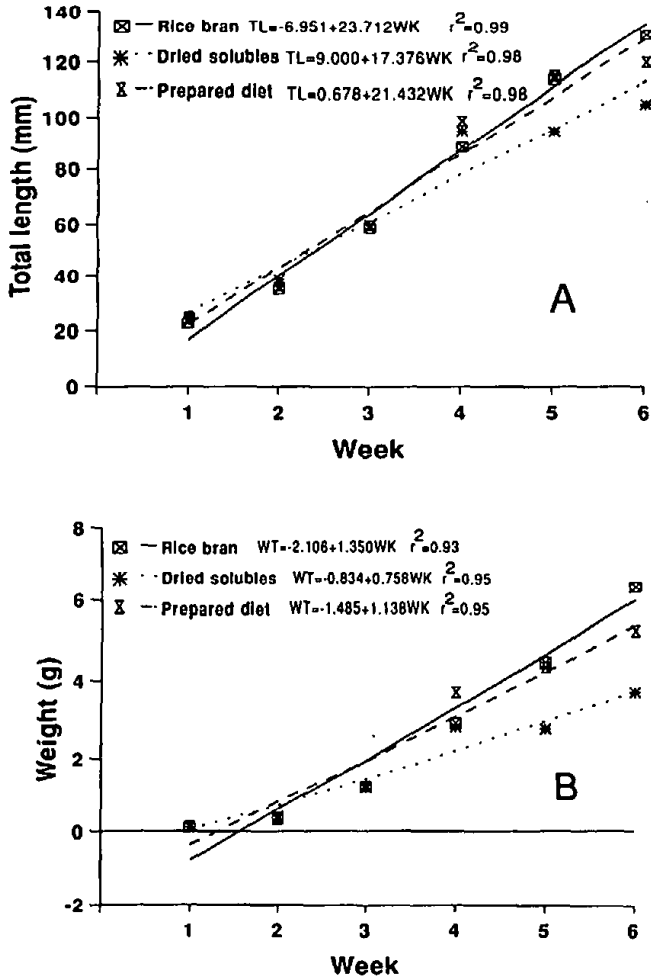 140
120
100
80
60
40
20
0
Rice bran TL=-6.951+23.712WK r2=0.99
Dried solubles TL=9.000+17.376WK r2=0.98
Prepared diet TL=0.678+21.432WK r2=0.98
Total length (mm)
A
1 2 3 4 5 6
Week
8
6
4
2
0
-2
Rice bran WT=-2.106+1.350WK r2=0.93
Dried solubles WT=-0.834+0.758WK r2=0.95
Prepared diet WT=-1.485+1.138WK r2=0.95
Weight (g)
B
1 2 3 4 5 6
Week